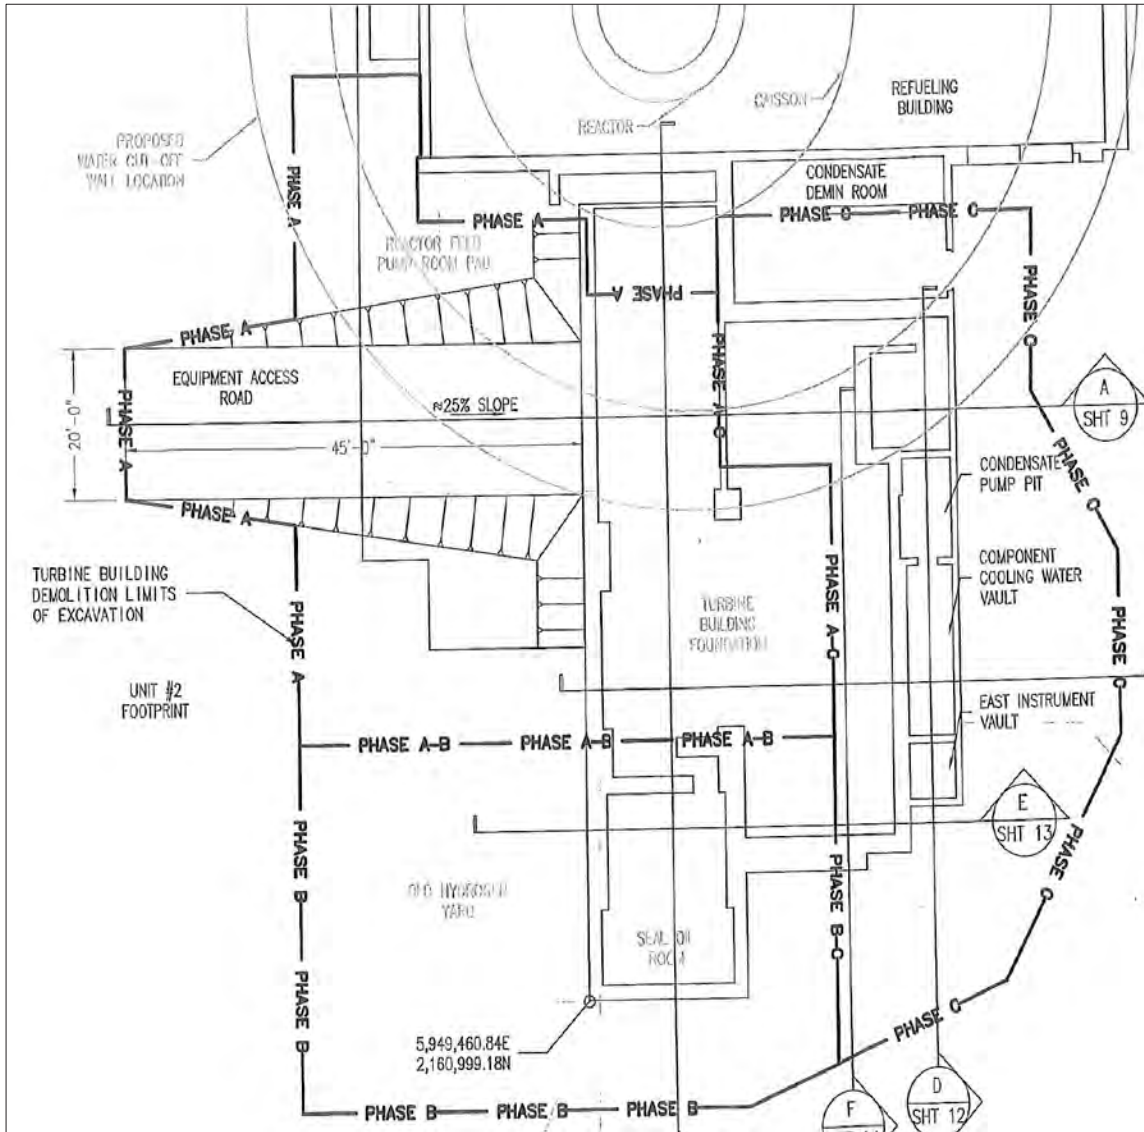 REFUELING
BUILDING
CAISSON
REACTOR
PROPOSED
WATER CUT-OFF
WALL LOCATION
CONDENSATE
DEMIN ROOM
PHASE A
PHASE A
PHASE C
PHASE C
REACTOR FEED
PUMP ROOM PAD
PHASE A
PHASE C
PHASE A
EQUIPMENT ACCESS
ROAD
≈25% SLOPE
PHASE A-C
A
SHT 9
20'-0"
PHASE A
45'-0"
PHASE C
CONDENSATE
PUMP PIT
PHASE A
TURBINE BUILDING
DEMOLITION LIMITS
OF EXCAVATION
COMPONENT
COOLING WATER
VAULT
PHASE A
TURBINE
BUILDING
FOUNDATION
PHASE A-C
PHASE C
UNIT #2
FOOTPRINT
EAST INSTRUMENT
VAULT
PHASE A-B
PHASE A-B
PHASE A-B
E
SHT 13
PHASE B
PHASE C
OLD HYDROGEN
YARD
PHASE B-C
SEAL OIL
ROOM
PHASE B
PHASE C
5,949,460.84E
2,160,999.18N
PHASE B
PHASE B
PHASE B
F
D
SHT 12